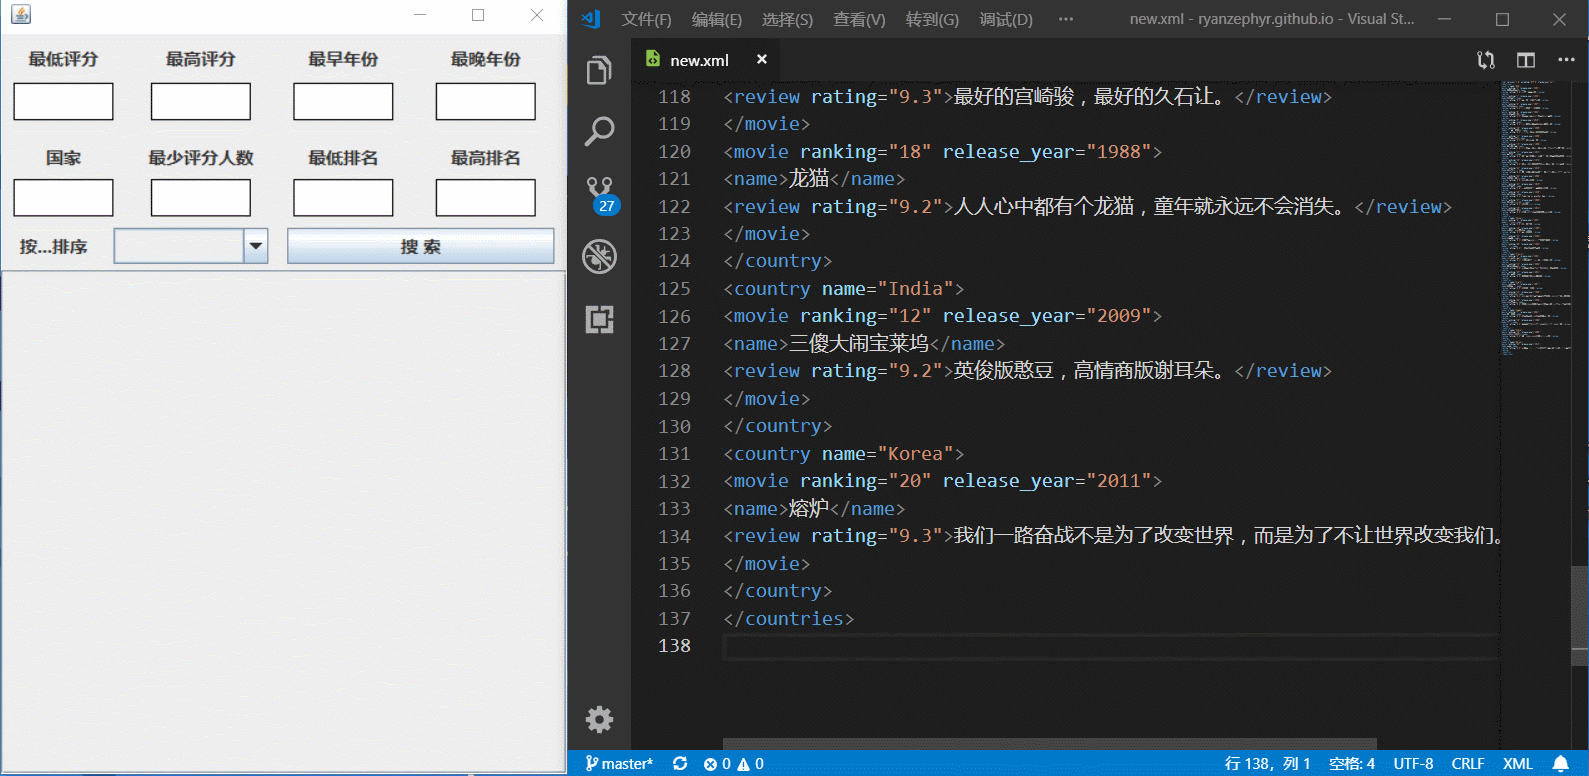 最低评分 最高评分 最早年份 最晚年份
国家 最少评分人数 最低排名 最高排名
按...排序 搜 索
文件(F) 编辑(E) 选择(S) 查看(V) 转到(G) 调试(D) ··· new.xml - ryanzephyr.github.io - Visual St...
new.xml
27
118 <review rating="9.3">最好的宫崎骏，最好的久石让。</review>
119 </movie>
120 <movie ranking="18" release_year="1988">
121 <name>龙猫</name>
122 <review rating="9.2">人人心中都有个龙猫，童年就永远不会消失。</review>
123 </movie>
124 </country>
125 <country name="India">
126 <movie ranking="12" release_year="2009">
127 <name>三傻大闹宝莱坞</name>
128 <review rating="9.2">英俊版憨豆，高情商版谢耳朵。</review>
129 </movie>
130 </country>
131 <country name="Korea">
132 <movie ranking="20" release_year="2011">
133 <name>熔炉</name>
134 <review rating="9.3">我们一路奋战不是为了改变世界，而是为了不让世界改变我们。
135 </movie>
136 </country>
137 </countries>
138
master* 0 0 行 138，列 1 空格: 4 UTF-8 CRLF XML